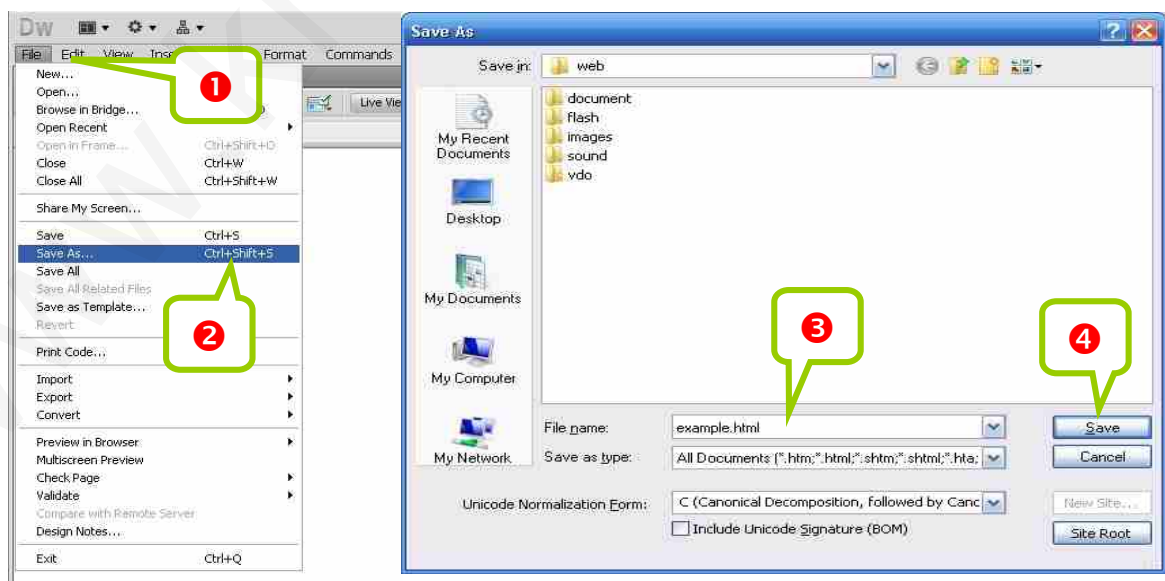 DW
File Edit View Format Commands
❶
New...
Open...
Browse in Bridge...
Open Recent
Open in Frame... Ctrl+Shift+O
Close Ctrl+W
Close All Ctrl+Shift+W
Share My Screen...
Save Ctrl+S
Save As... Ctrl+Shift+S
Save All
Save All Related Files
Save as Template...
Revert
❷
Print Code...
Import
Export
Convert
Preview in Browser
Multiscreen Preview
Check Page
Validate
Compare with Remote Server
Design Notes...
Exit Ctrl+Q
Save As
Save in: web
document
flash
images
sound
vdo
My Recent
Documents
Desktop
My Documents
My Computer
My Network
❸
❹
File name: example.html Save
Save as type: All Documents (*.htm;*.html;*.shtm;*.shtml;*.hta; Cancel
Unicode Normalization Form: C (Canonical Decomposition, followed by Canc New Site...
Include Unicode Signature (BOM) Site Root